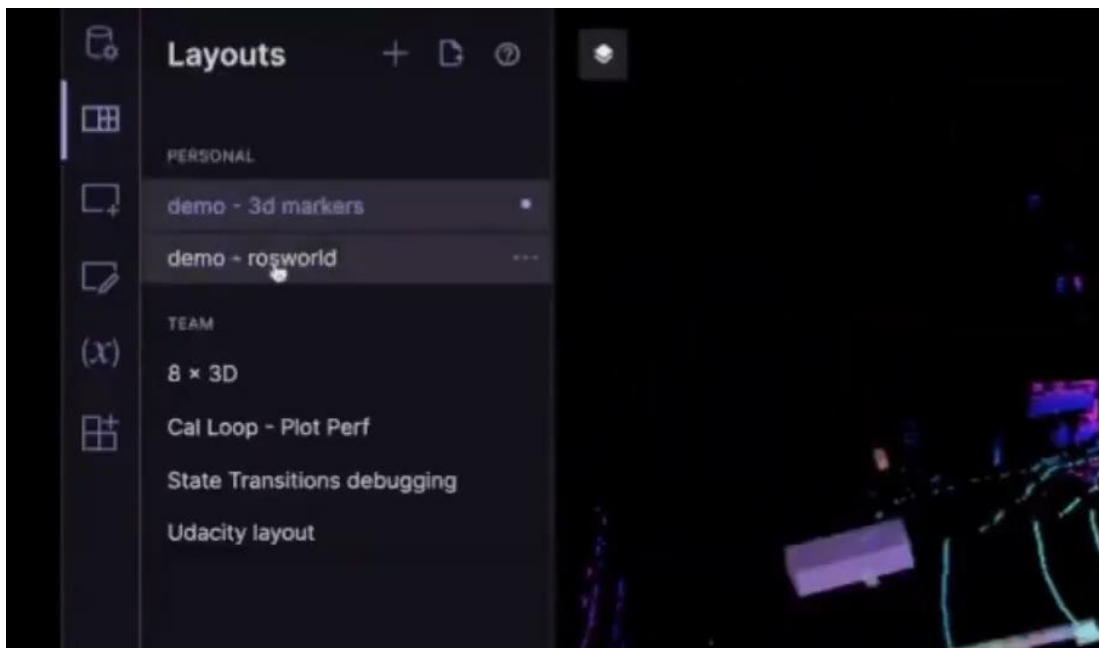 Layouts
PERSONAL
demo - 3d markers
demo - rosworld
TEAM
8 × 3D
Cal Loop - Plot Perf
State Transitions debugging
Udacity layout
(x)